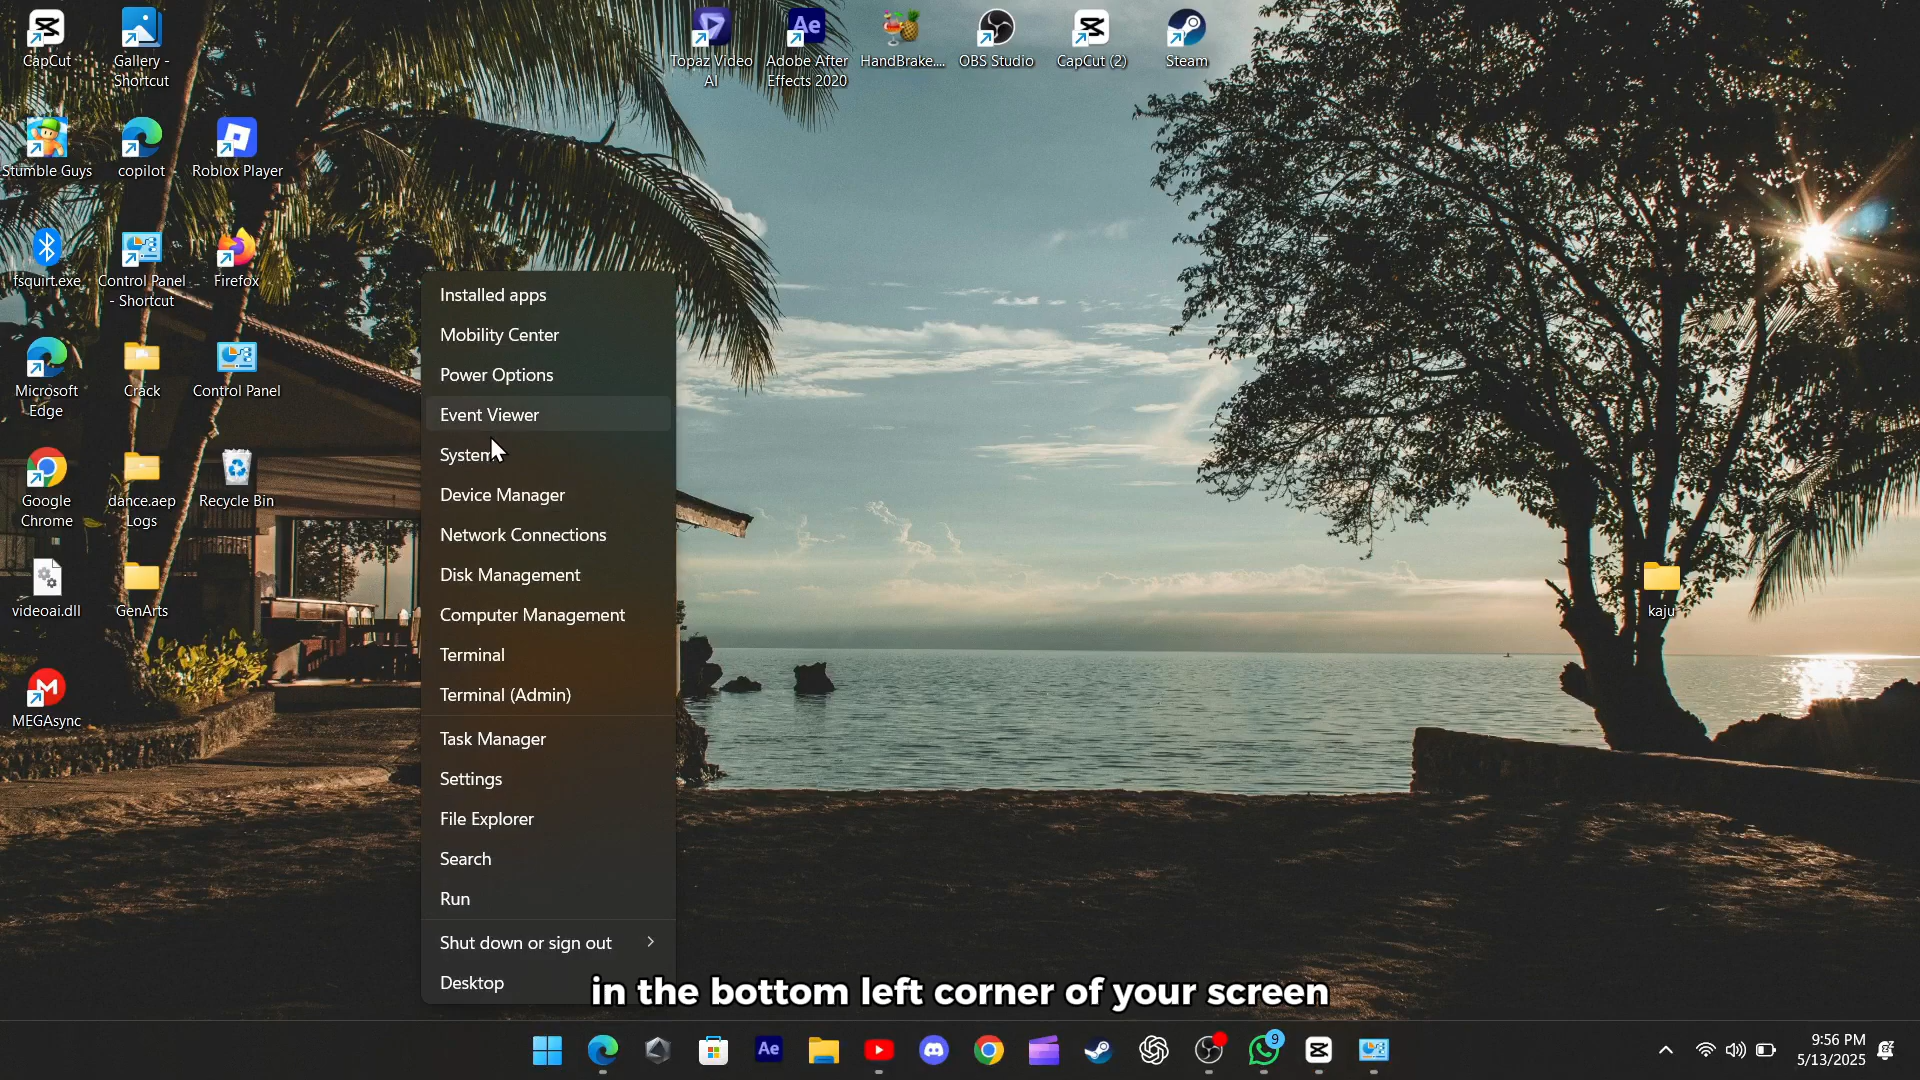 CapCut
Gallery -
Shortcut
Topaz Video
AI
Ae
Adobe After
Effects 2020
HandBrake....
OBS Studio
CapCut (2)
Steam
Stumble Guys
copilot
Roblox Player
fsquirt.exe
Control Panel
- Shortcut
Firefox
Microsoft
Edge
Crack
Control Panel
Google
Chrome
dance.aep
Logs
Recycle Bin
videoai.dll
GenArts
MEGAsync
kaju
Installed apps
Mobility Center
Power Options
Event Viewer
System
Device Manager
Network Connections
Disk Management
Computer Management
Terminal
Terminal (Admin)
Task Manager
Settings
File Explorer
Search
Run
Shut down or sign out
Desktop
in the bottom left corner of your screen
Ae
9
9:56 PM
5/13/2025